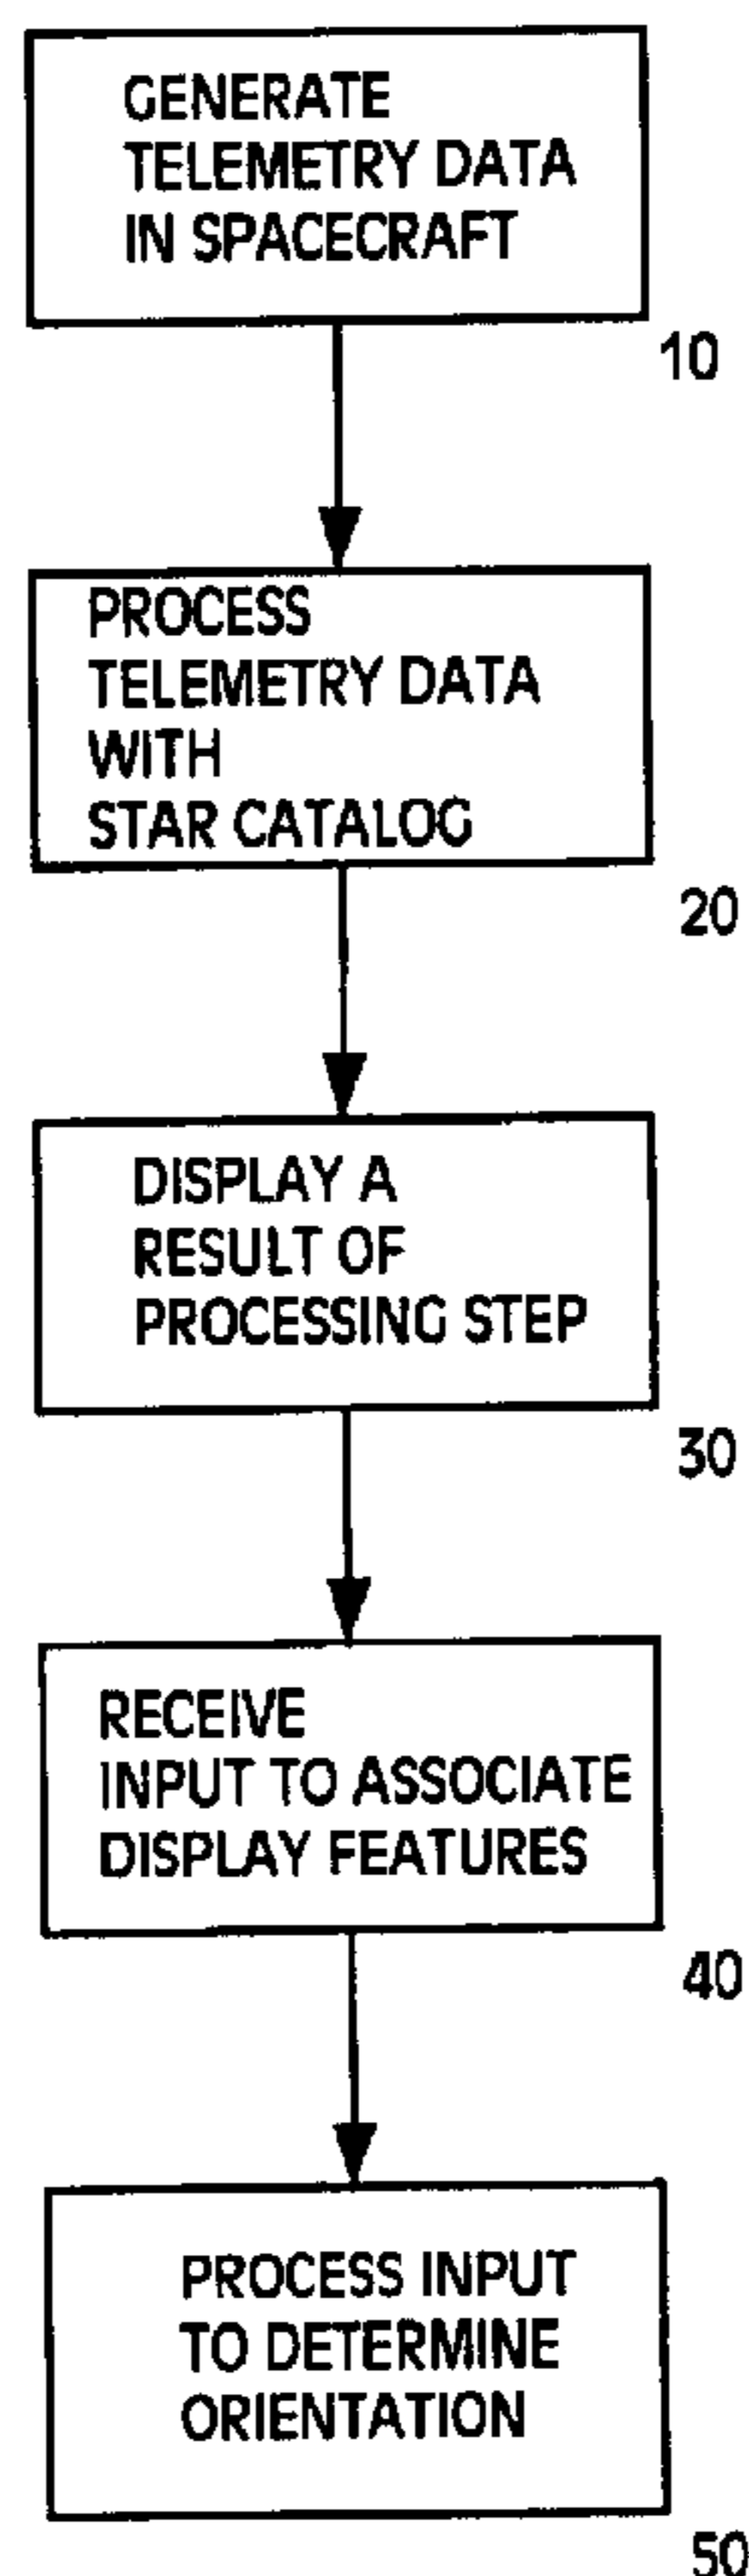 GENERATE
TELEMETRY DATA
IN SPACECRAFT
10
PROCESS
TELEMETRY DATA
WITH
STAR CATALOG
20
DISPLAY A
RESULT OF
PROCESSING STEP
30
RECEIVE
INPUT TO ASSOCIATE
DISPLAY FEATURES
40
PROCESS INPUT
TO DETERMINE
ORIENTATION
50